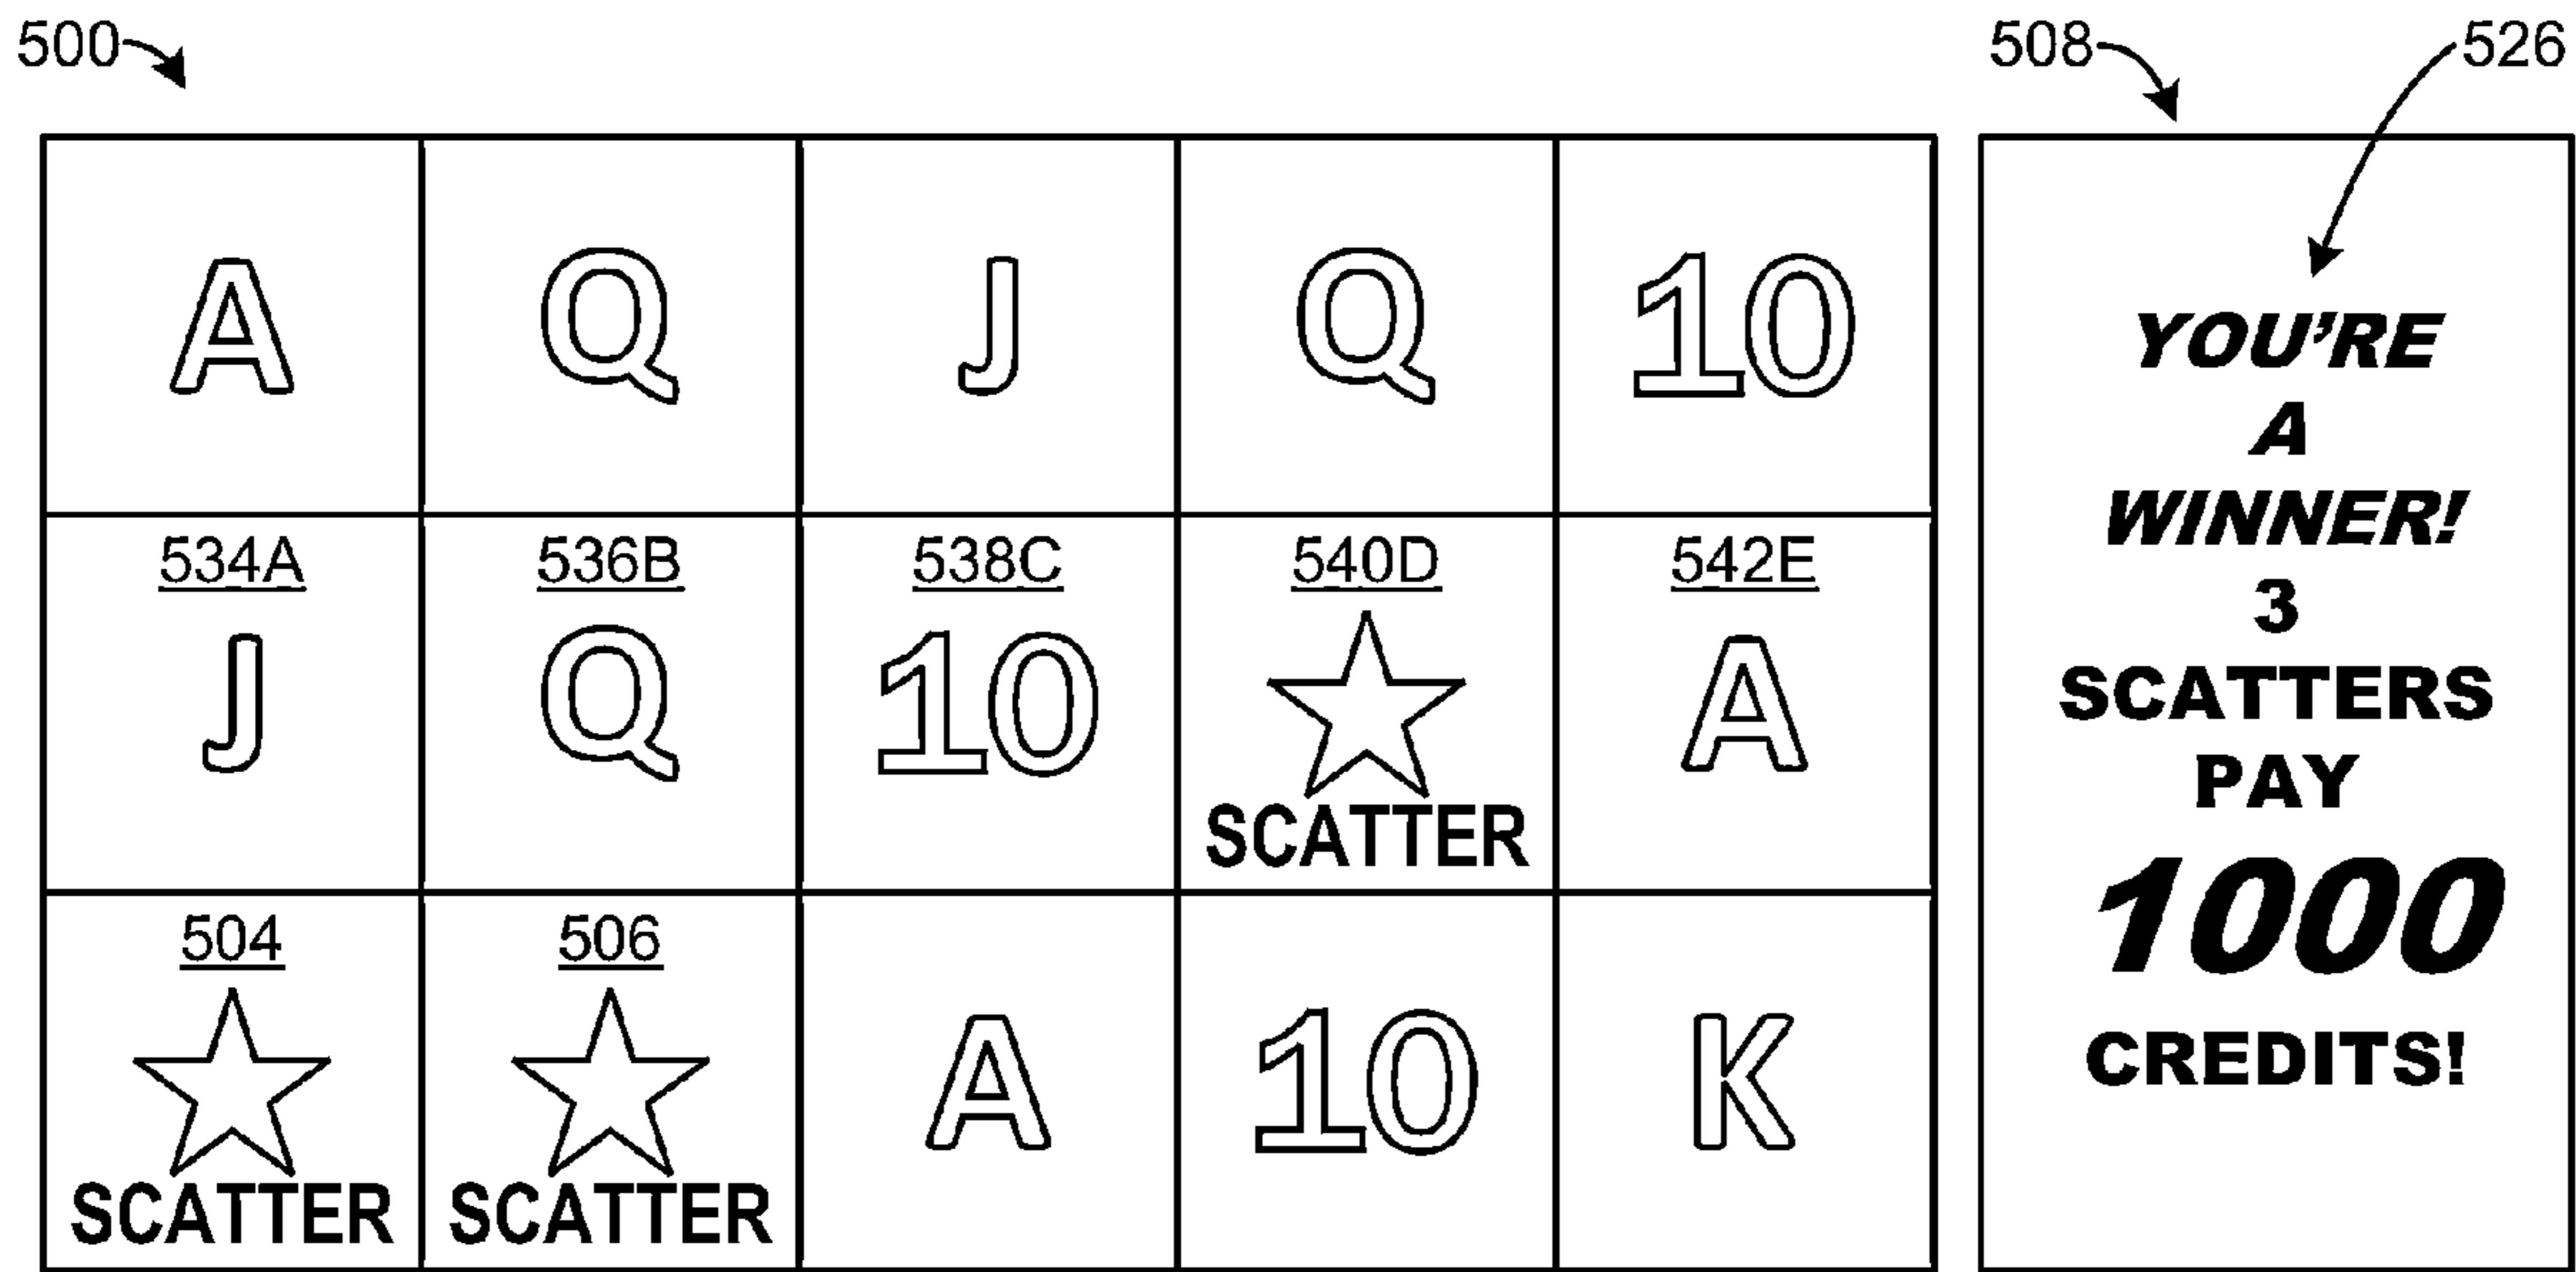 500
508
526
A Q J Q 10
534A 536B 538C 540D 542E
J Q 10 A
SCATTER
504 506
A 10 K
SCATTER SCATTER
YOU'RE
A
WINNER!
3
SCATTERS
PAY
1000
CREDITS!